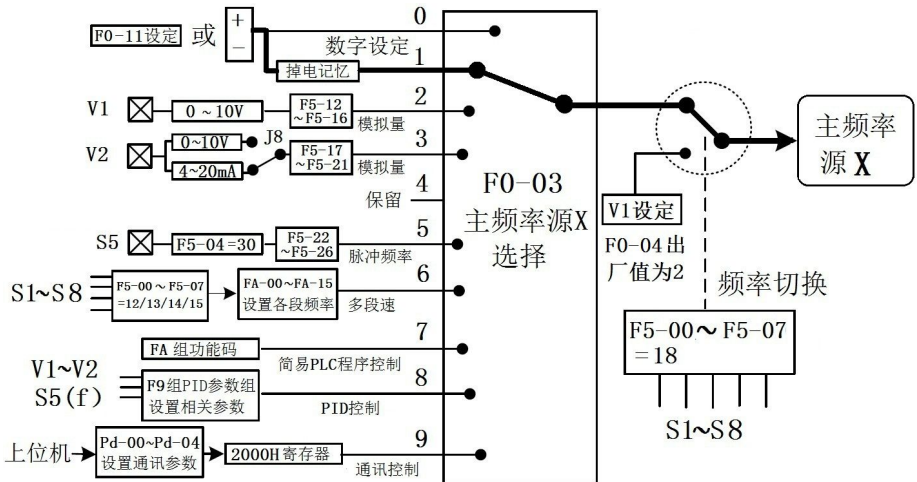 F0-11设定 或 + −
0
数字设定
掉电记忆
1
V1 0～10V F5-12
～F5-16
2
模拟量
V2 0~10V
4~20mA
J8
F5-17
~F5-21
3
模拟量
4
保留
S5 F5-04=30 F5-22
～F5-26
5
脉冲频率
S1~S8
F5-00～F5-07
=12/13/14/15
FA-00～FA-15
设置各段频率
6
多段速
FA 组功能码
7
简易PLC程序控制
V1~V2
S5(f)
F9组PID参数组
设置相关参数
8
PID控制
上位机
Pd-00~Pd-04
设置通讯参数
2000H寄存器
9
通讯控制
F0-03
主频率源X
选择
主频率
源 X
V1设定
F0-04出
厂值为2
频率切换
F5-00～F5-07
=18
S1~S8